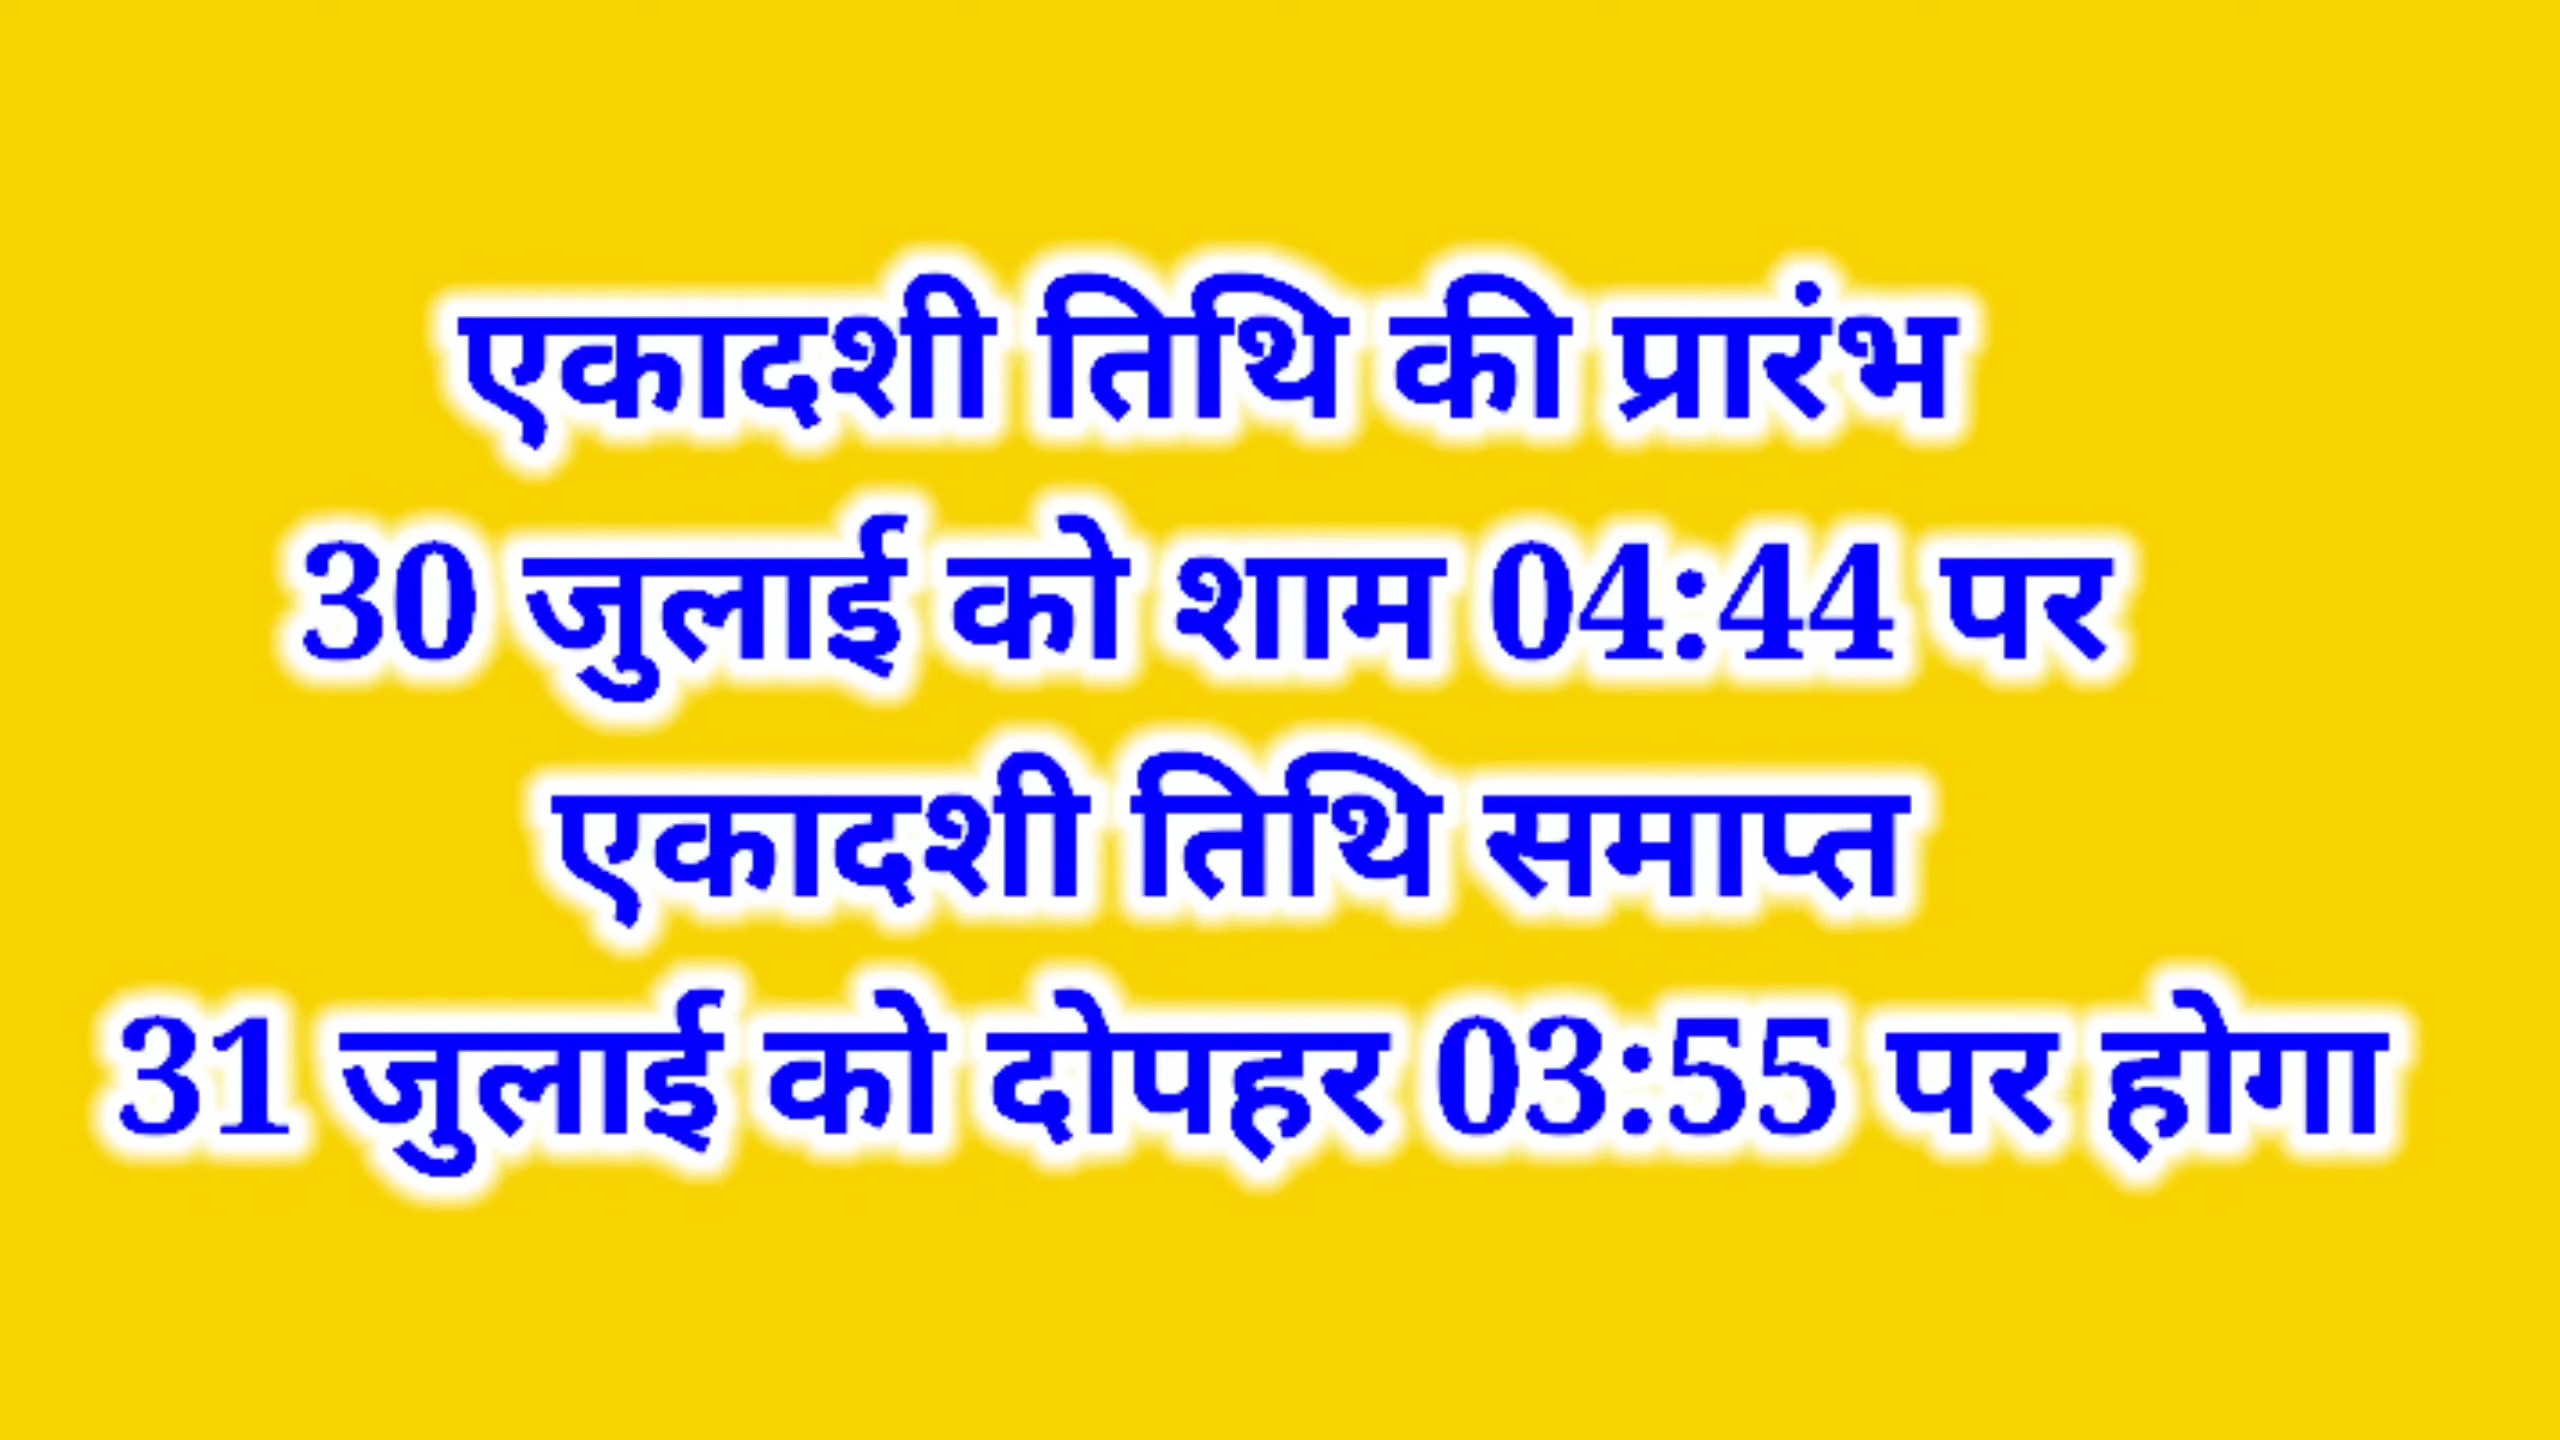 एकादशी तिथि की प्रारंभ
30 जुलाई को शाम 04:44 पर
एकादशी तिथि समाप्त
31 जुलाई को दोपहर 03:55 पर होगा